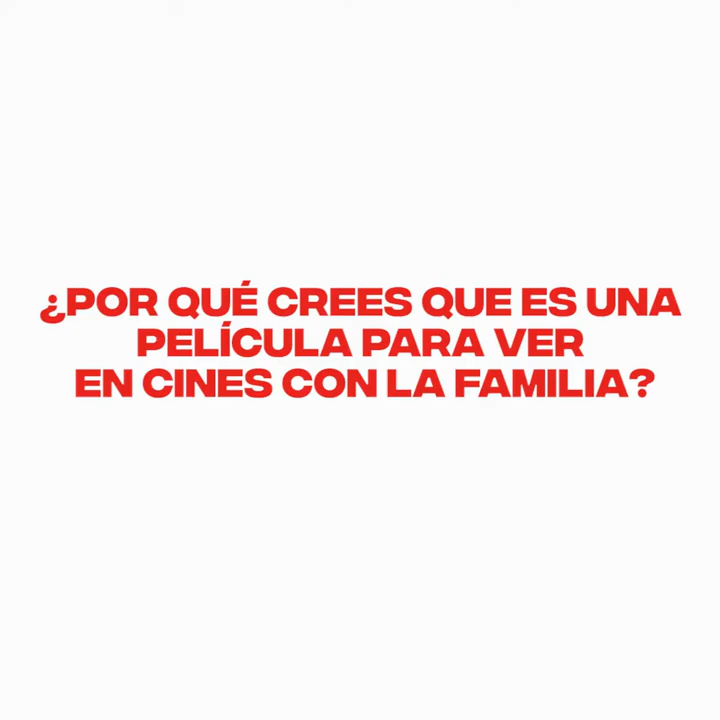 ¿POR QUÉ CREES QUE ES UNA
PELÍCULA PARA VER
EN CINES CON LA FAMILIA?